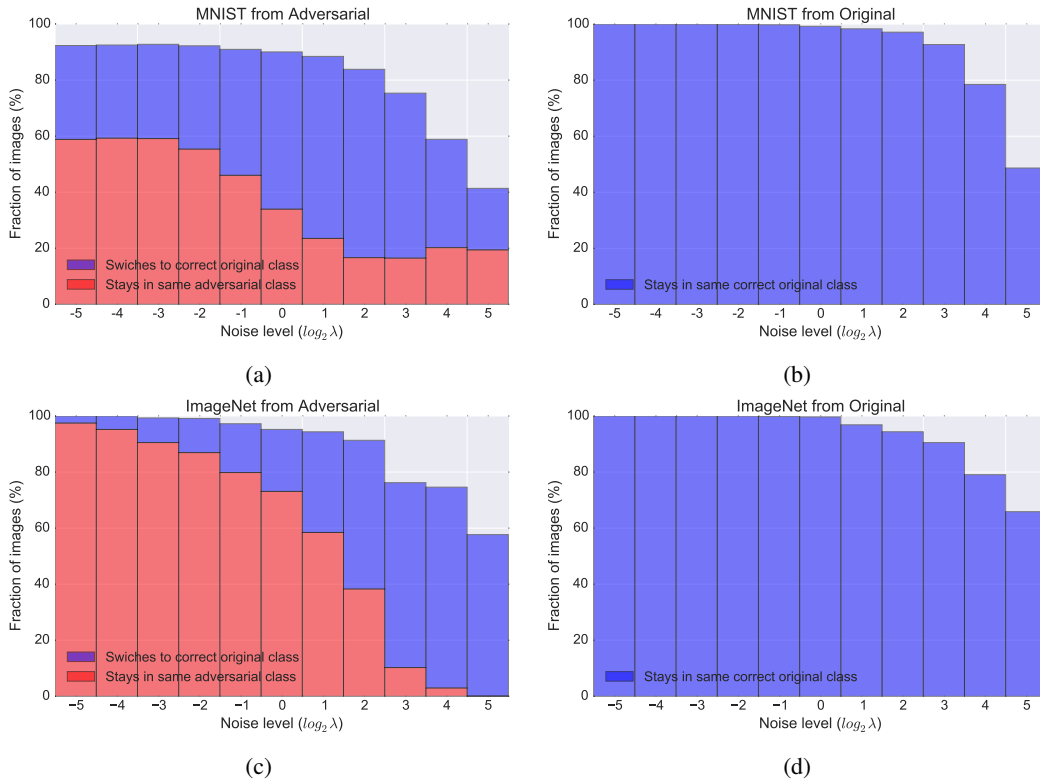 MNIST from Adversarial
Fraction of images (%)
100
80
60
40
20
0
Swiches to correct original class
Stays in same adversarial class
-5 -4 -3 -2 -1 0 1 2 3 4 5
Noise level (log₂ λ)
(a)
MNIST from Original
Fraction of images (%)
100
80
60
40
20
0
Stays in same correct original class
-5 -4 -3 -2 -1 0 1 2 3 4 5
Noise level (log₂ λ)
(b)
ImageNet from Adversarial
Fraction of images (%)
100
80
60
40
20
0
Swiches to correct original class
Stays in same adversarial class
−5 −4 −3 −2 −1 0 1 2 3 4 5
Noise level (log₂ λ)
(c)
ImageNet from Original
Fraction of images (%)
100
80
60
40
20
0
Stays in same correct original class
−5 −4 −3 −2 −1 0 1 2 3 4 5
Noise level (log₂ λ)
(d)